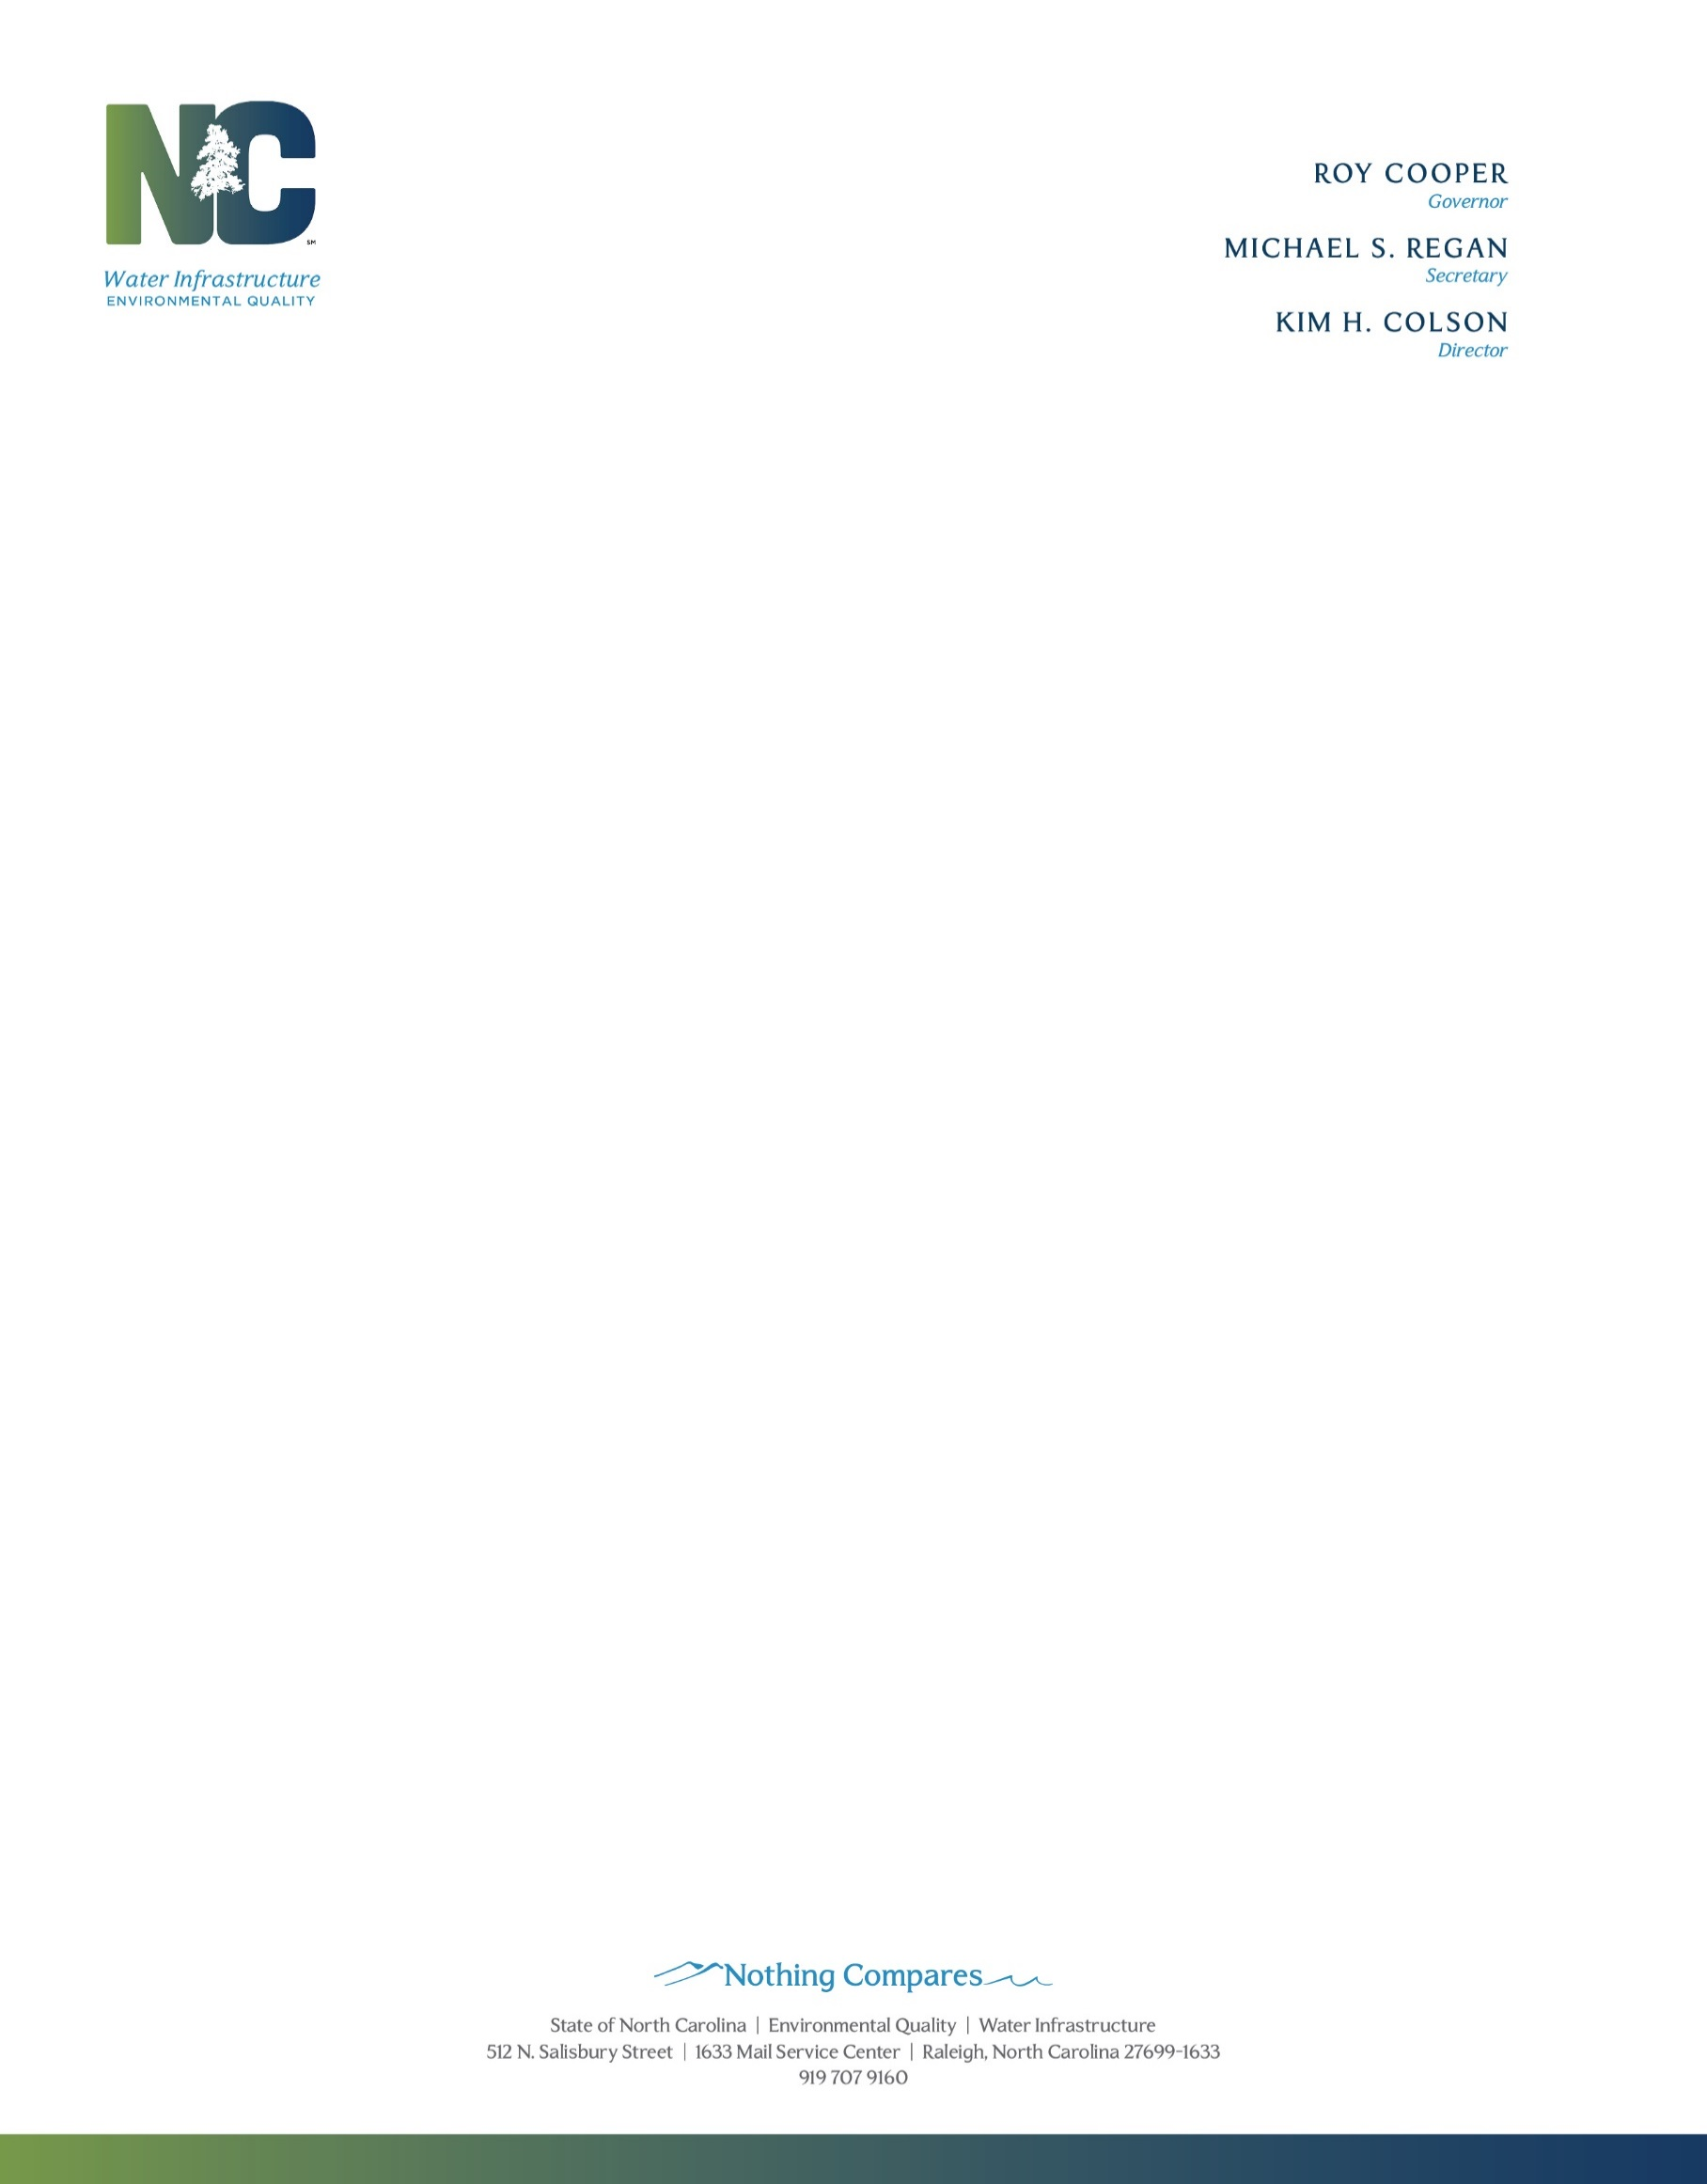 NC
SM
Water Infrastructure
ENVIRONMENTAL QUALITY
ROY COOPER
Governor
MICHAEL S. REGAN
Secretary
KIM H. COLSON
Director
Nothing Compares
State of North Carolina | Environmental Quality | Water Infrastructure
512 N. Salisbury Street | 1633 Mail Service Center | Raleigh, North Carolina 27699-1633
919 707 9160